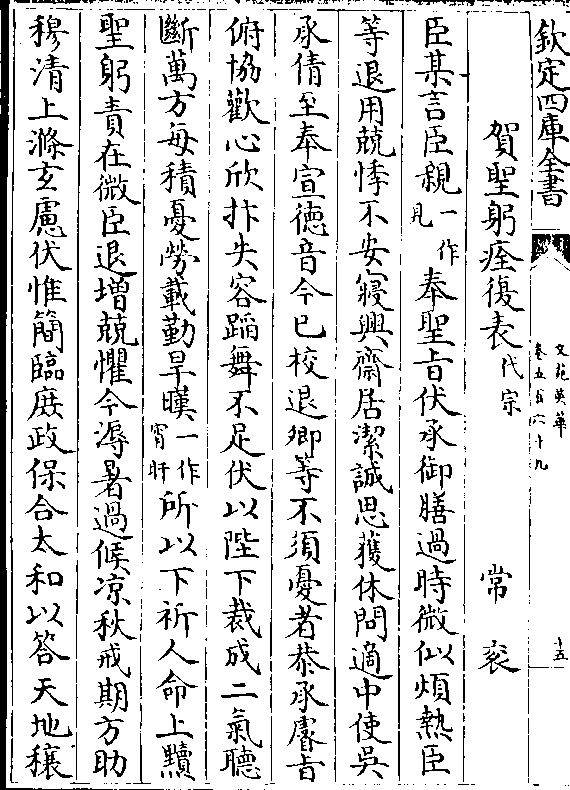 欽定四庫全書
文苑英華
卷五百六十九
十五
賀聖躬痊復表代宗
常衮
臣某言臣親一作見奉聖旨伏承御膳過時微似煩熱臣
等退用兢悸不安寢興齋居潔誠思獲休問適中使吳
承倩至奉宣德音今已校退卿等不須憂者恭承睿旨
俯協歡心欣抃失容蹈舞不足伏以陛下裁成二氣聽
斷萬方每積憂勞載勤旱暵一作宵旰所以下祈人命上黷
聖躬責在微臣退增兢懼今溽暑過候凉秋戒期方助
穆清上滌玄慮伏惟簡臨庶政保合太和以答天地穰